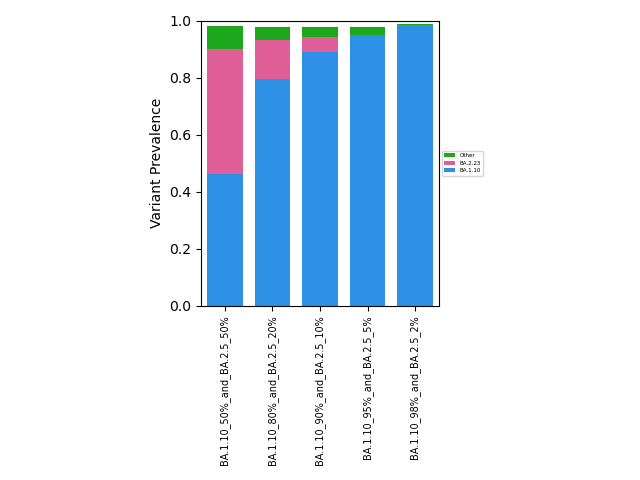 1.0
0.8
0.6
0.4
0.2
0.0
Variant Prevalence
Other
BA.2.23
BA.1.10
BA.1.10_50%_and_BA.2.5_50%
BA.1.10_80%_and_BA.2.5_20%
BA.1.10_90%_and_BA.2.5_10%
BA.1.10_95%_and_BA.2.5_5%
BA.1.10_98%_and_BA.2.5_2%